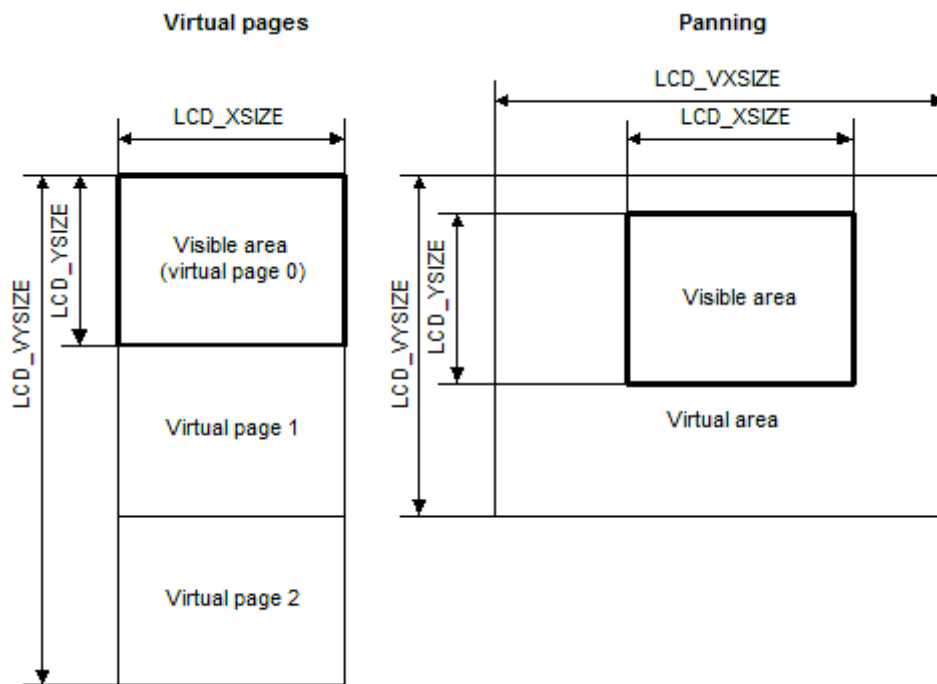 Virtual pages
LCD_XSIZE
LCD_VYSIZE
LCD_YSIZE
Visible area
(virtual page 0)
Virtual page 1
Virtual page 2
Panning
LCD_VXSIZE
LCD_XSIZE
LCD_VYSIZE
LCD_YSIZE
Visible area
Virtual area